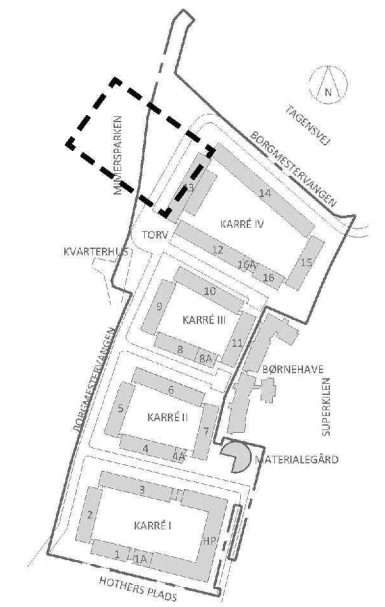 N
TAGENSVEJ
BORGMESTERVANGEN
MIMERSPARKEN
13
14
KARRÉ IV
TORV
12
16A
16
15
KVARTERHUS
10
9
KARRÉ III
11
8
8A
BØRNEHAVE
SUPERKILEN
BORGMESTERVANGEN
6
5
KARRÉ II
7
4
4A
MATERIALEGÅRD
3
2
KARRÉ I
HP
1
1A
HOTHERS PLADS